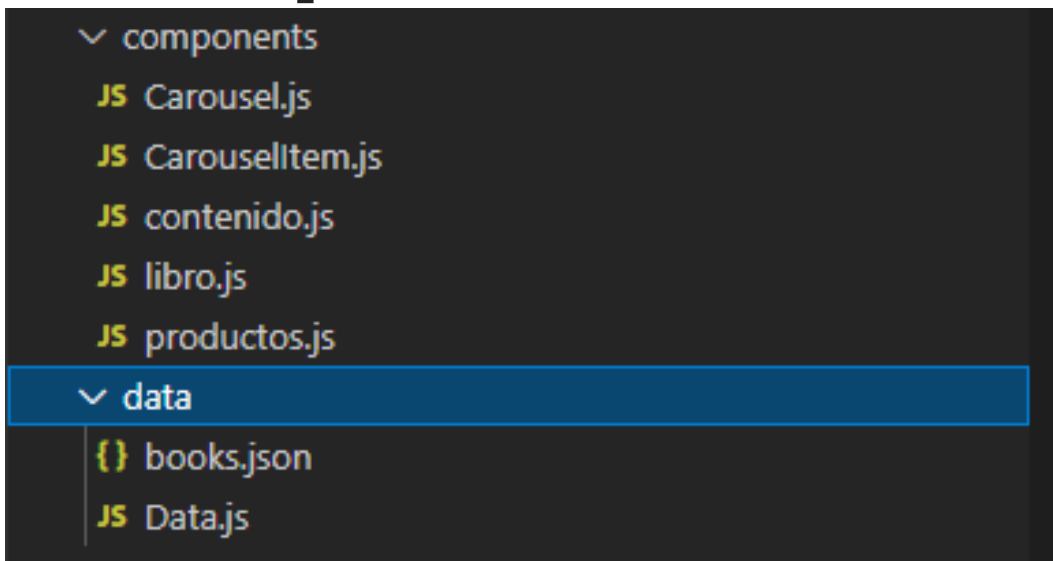 components
JS Carousel.js
JS CarouselItem.js
JS contenido.js
JS libro.js
JS productos.js
data
{} books.json
JS Data.js